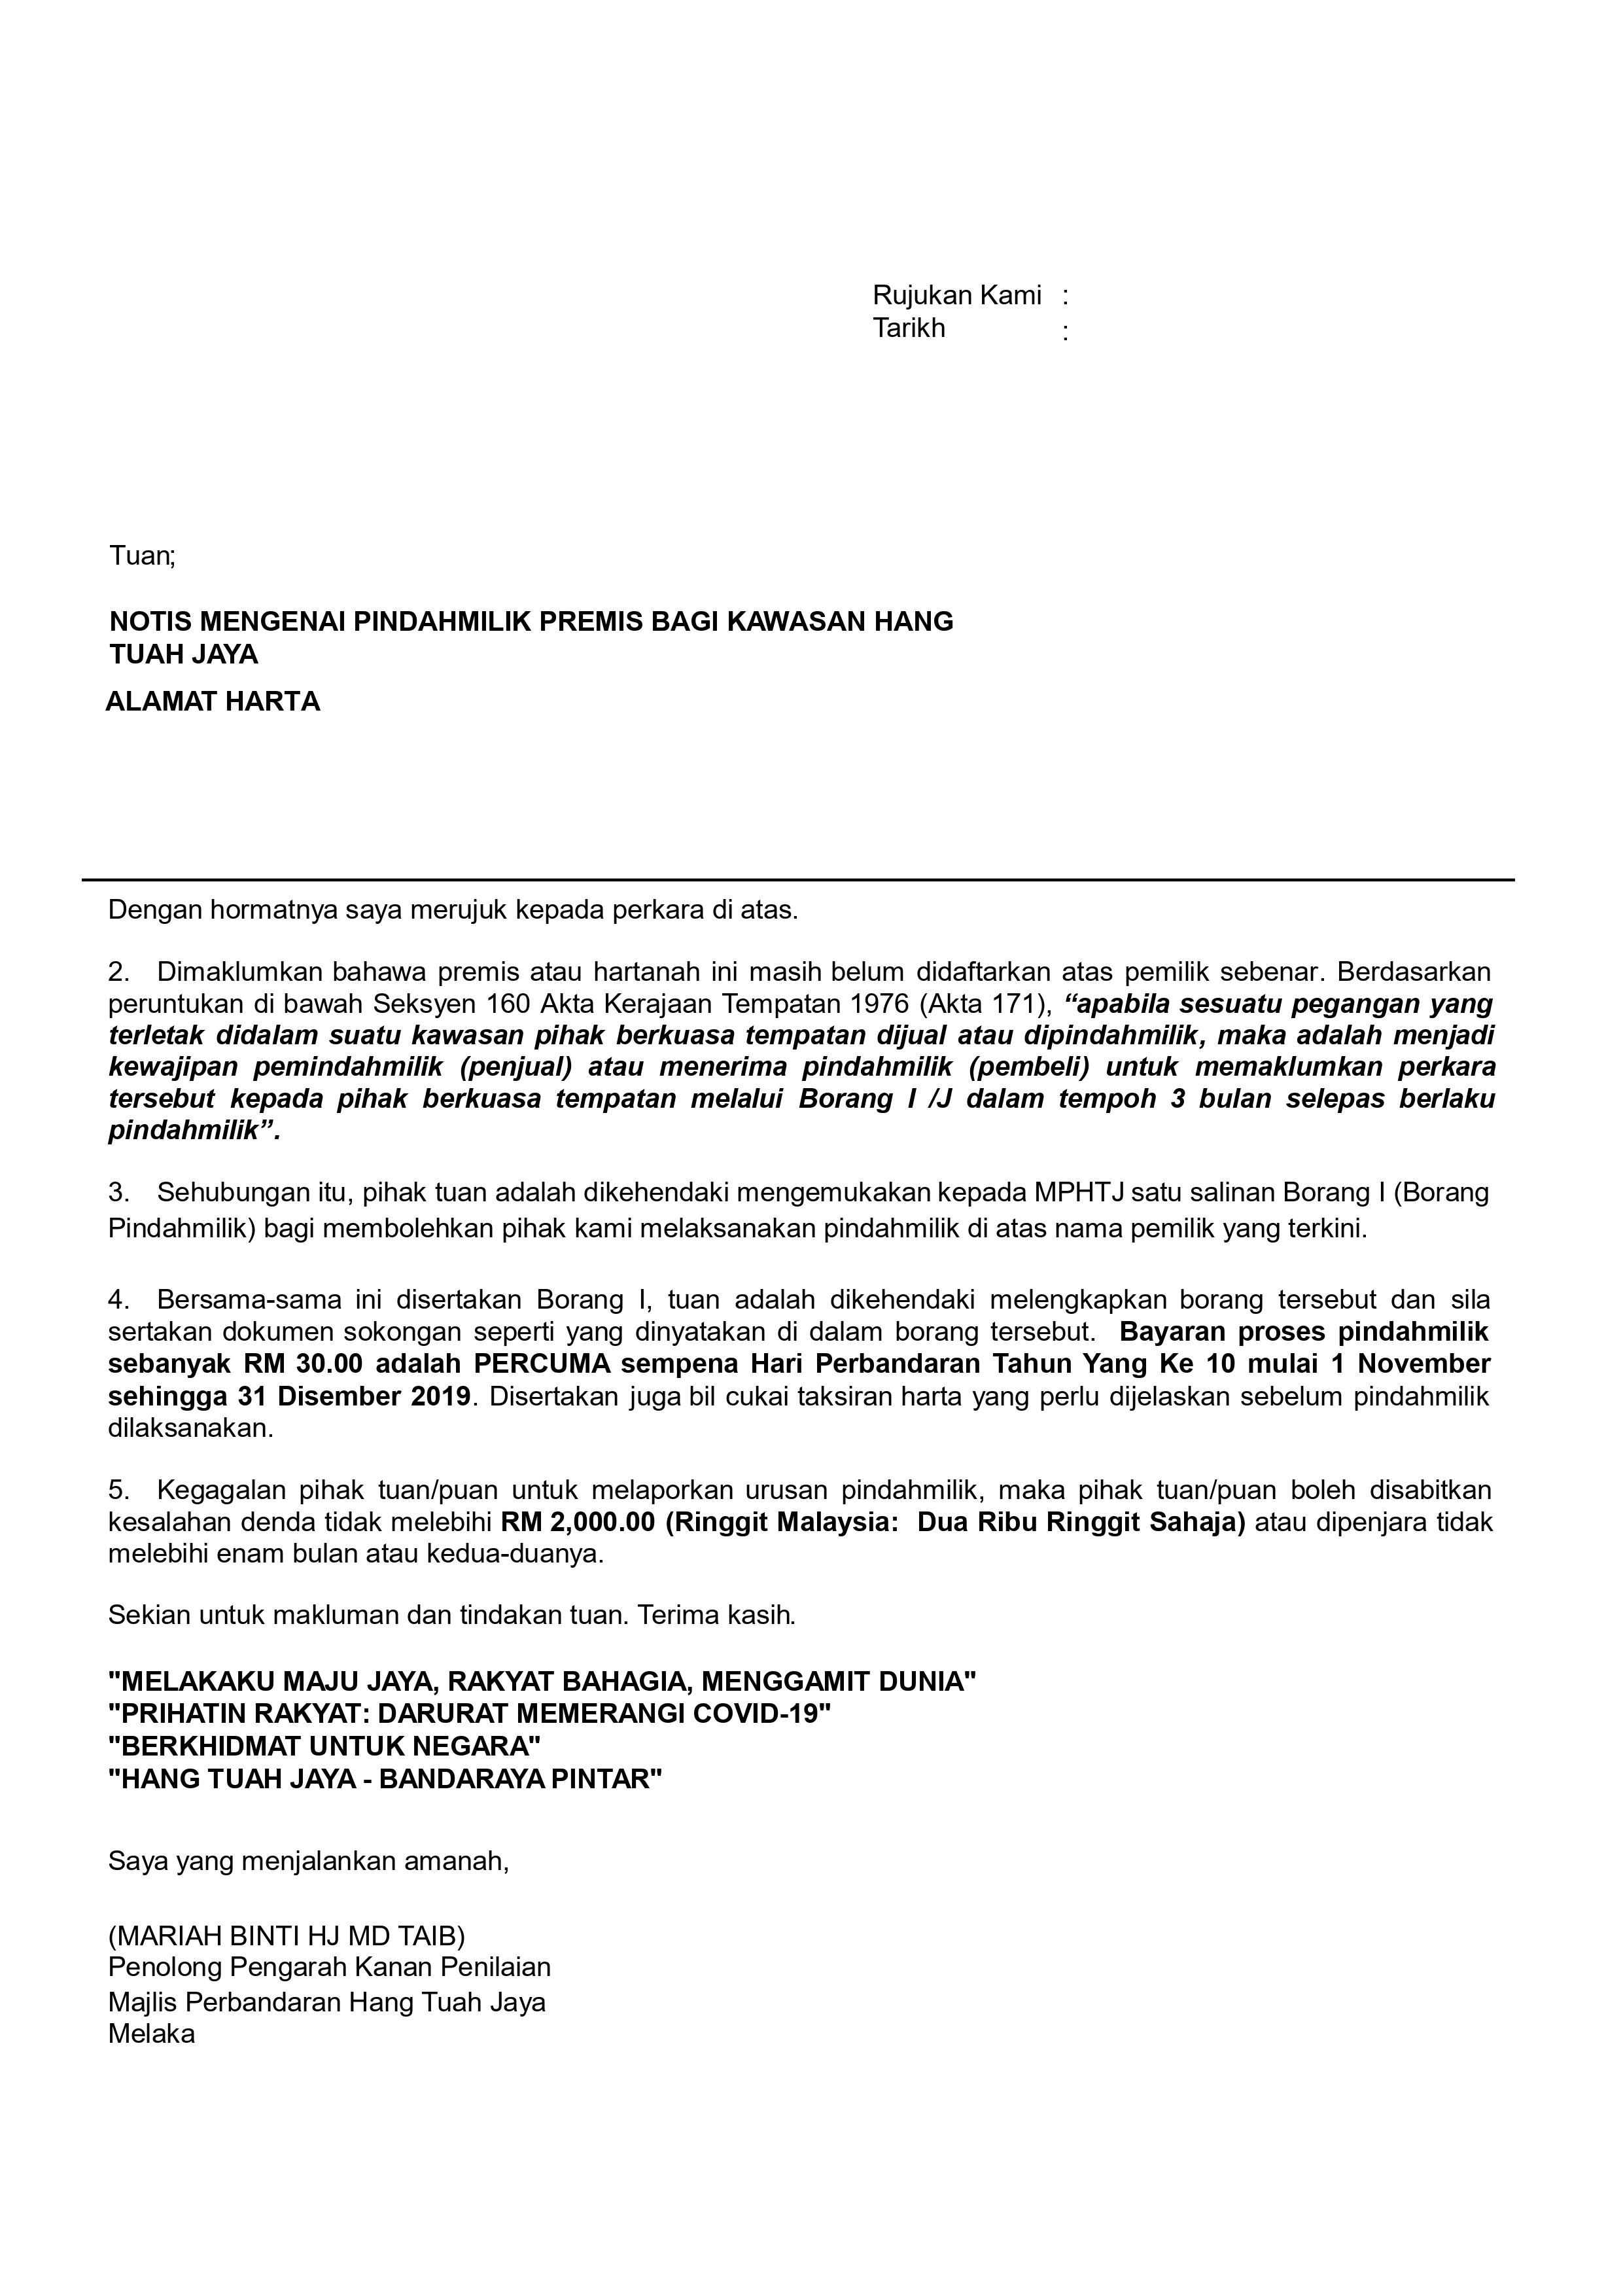 Rujukan Kami :
Tarikh :
Tuan;
NOTIS MENGENAI PINDAHMILIK PREMIS BAGI KAWASAN HANG
TUAH JAYA
ALAMAT HARTA
Dengan hormatnya saya merujuk kepada perkara di atas.
2. Dimaklumkan bahawa premis atau hartanah ini masih belum didaftarkan atas pemilik sebenar. Berdasarkan
peruntukan di bawah Seksyen 160 Akta Kerajaan Tempatan 1976 (Akta 171), “apabila sesuatu pegangan yang
terletak didalam suatu kawasan pihak berkuasa tempatan dijual atau dipindahmilik, maka adalah menjadi
kewajipan pemindahmilik (penjual) atau menerima pindahmilik (pembeli) untuk memaklumkan perkara
tersebut kepada pihak berkuasa tempatan melalui Borang I /J dalam tempoh 3 bulan selepas berlaku
pindahmilik”.
3. Sehubungan itu, pihak tuan adalah dikehendaki mengemukakan kepada MPHTJ satu salinan Borang I (Borang
Pindahmilik) bagi membolehkan pihak kami melaksanakan pindahmilik di atas nama pemilik yang terkini.
4. Bersama-sama ini disertakan Borang I, tuan adalah dikehendaki melengkapkan borang tersebut dan sila
sertakan dokumen sokongan seperti yang dinyatakan di dalam borang tersebut. Bayaran proses pindahmilik
sebanyak RM 30.00 adalah PERCUMA sempena Hari Perbandaran Tahun Yang Ke 10 mulai 1 November
sehingga 31 Disember 2019. Disertakan juga bil cukai taksiran harta yang perlu dijelaskan sebelum pindahmilik
dilaksanakan.
5. Kegagalan pihak tuan/puan untuk melaporkan urusan pindahmilik, maka pihak tuan/puan boleh disabitkan
kesalahan denda tidak melebihi RM 2,000.00 (Ringgit Malaysia: Dua Ribu Ringgit Sahaja) atau dipenjara tidak
melebihi enam bulan atau kedua-duanya.
Sekian untuk makluman dan tindakan tuan. Terima kasih.
"MELAKAKU MAJU JAYA, RAKYAT BAHAGIA, MENGGAMIT DUNIA"
"PRIHATIN RAKYAT: DARURAT MEMERANGI COVID-19"
"BERKHIDMAT UNTUK NEGARA"
"HANG TUAH JAYA - BANDARAYA PINTAR"
Saya yang menjalankan amanah,
(MARIAH BINTI HJ MD TAIB)
Penolong Pengarah Kanan Penilaian
Majlis Perbandaran Hang Tuah Jaya
Melaka